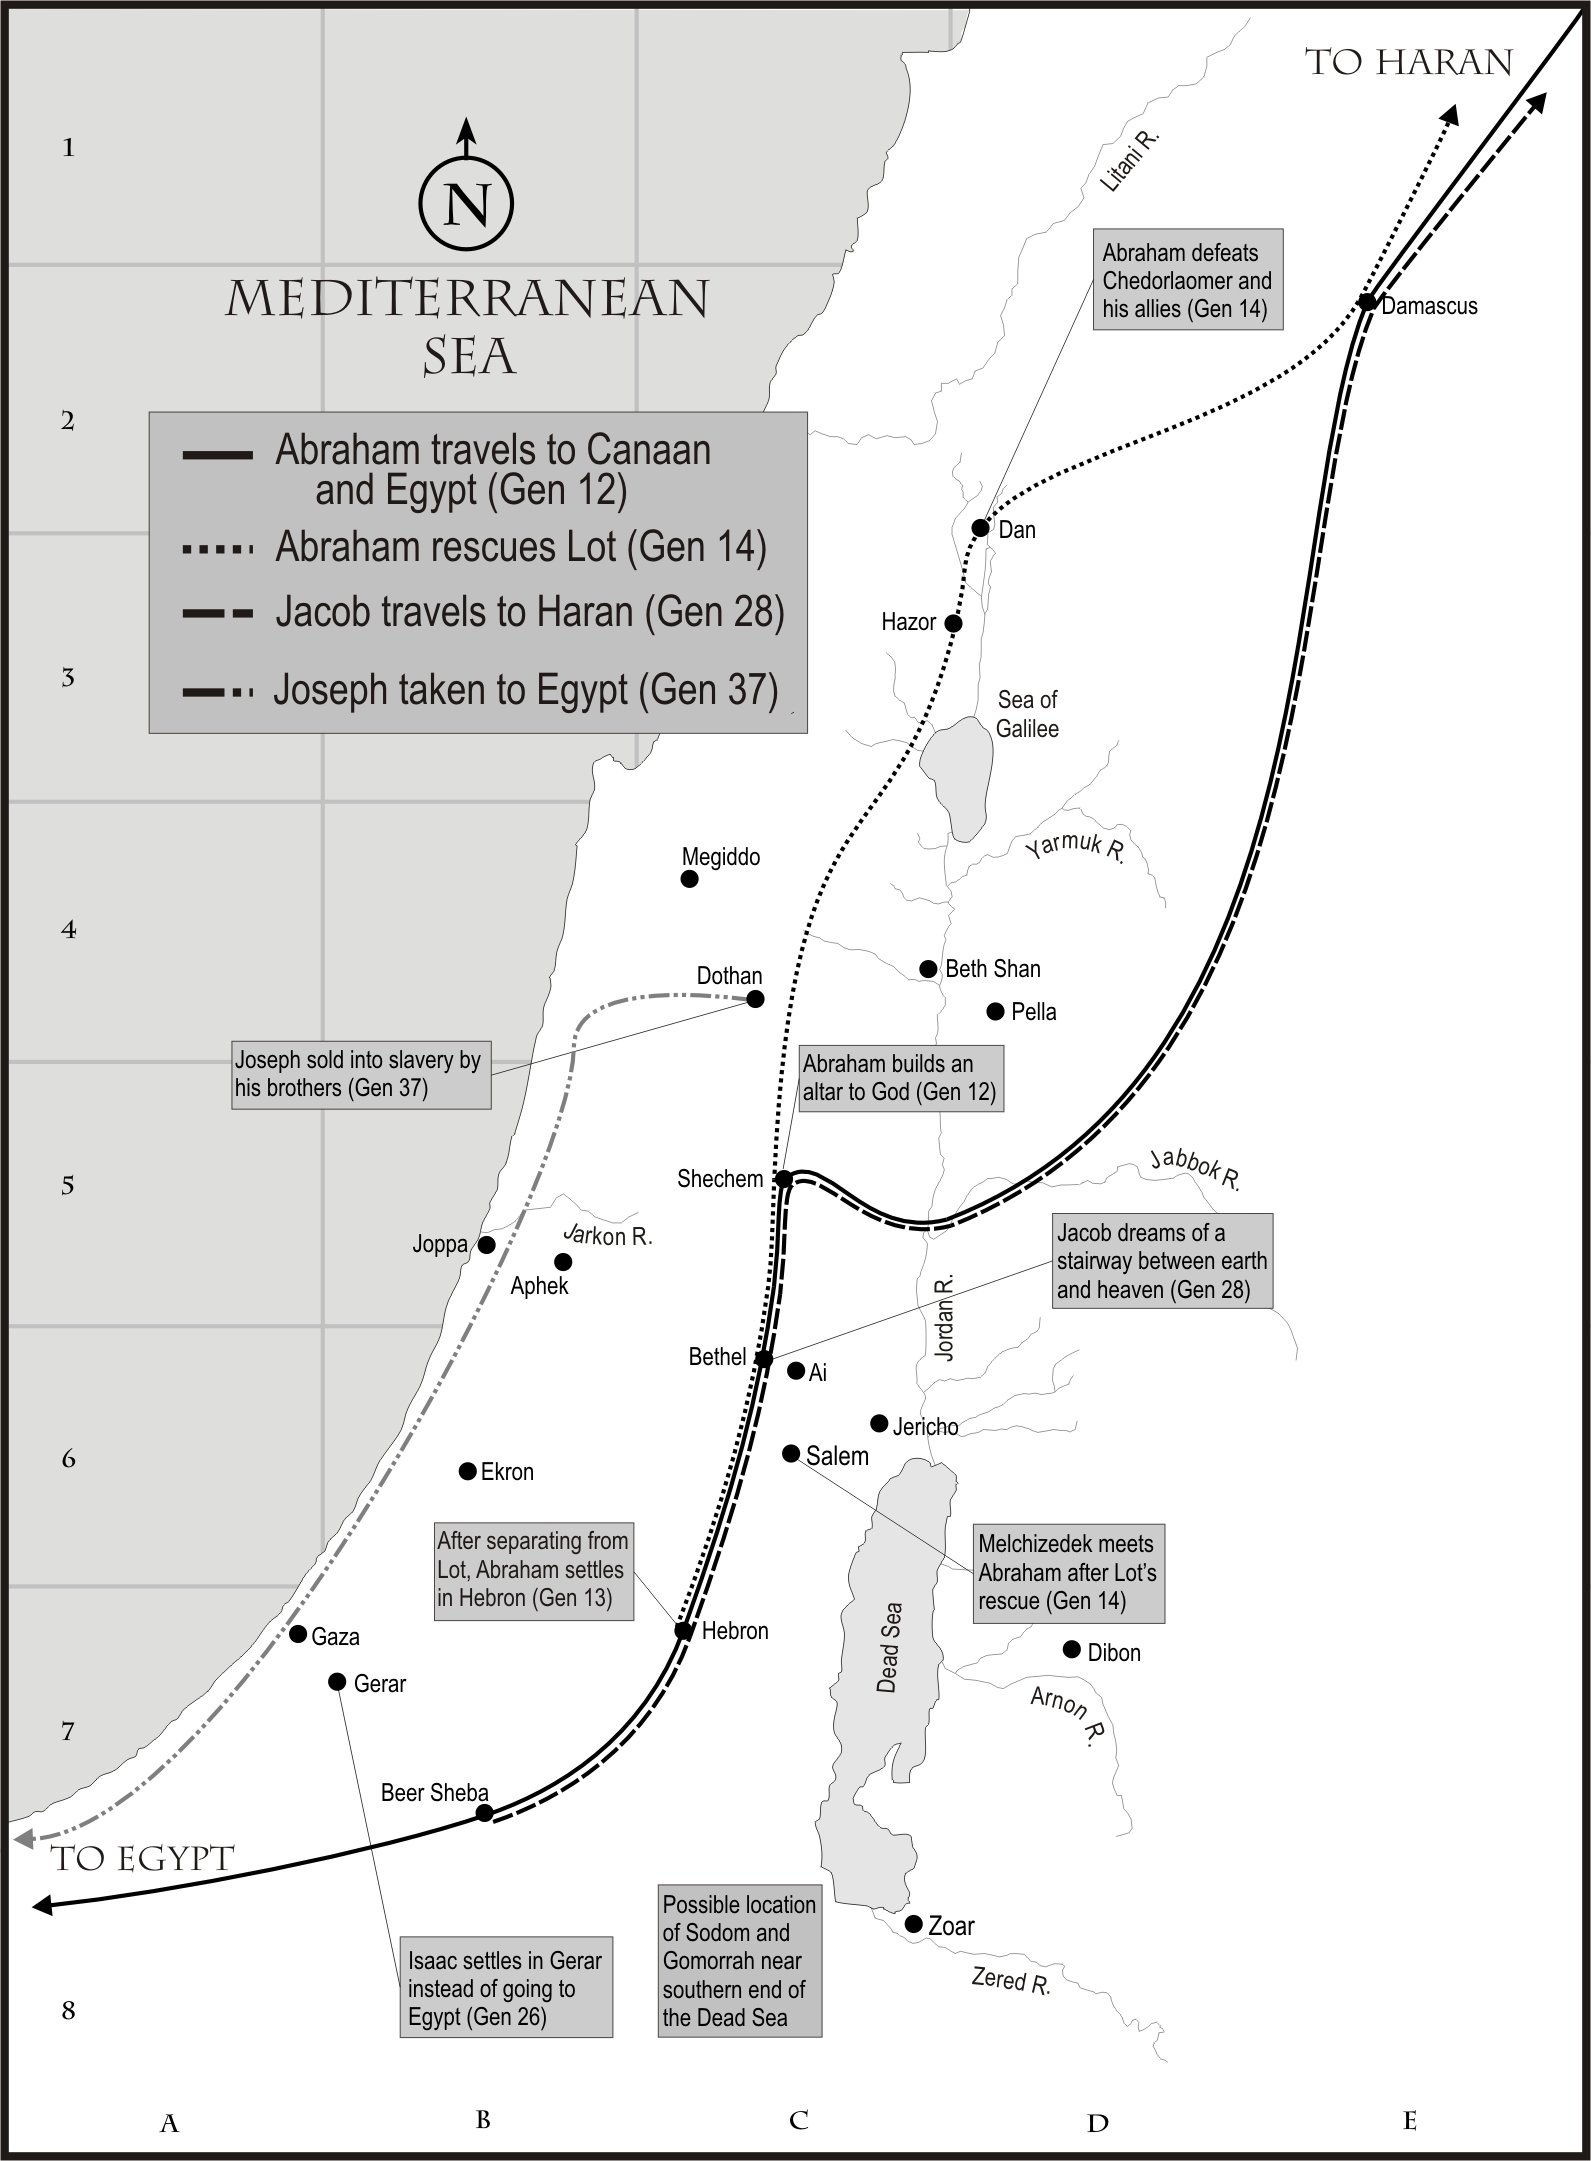 TO HARAN
1
N
Litani R.
Abraham defeats
Chedorlaomer and
his allies (Gen 14)
MEDITERRANEAN
SEA
Damascus
2
Abraham travels to Canaan
and Egypt (Gen 12)
Abraham rescues Lot (Gen 14)
Jacob travels to Haran (Gen 28)
Joseph taken to Egypt (Gen 37)
Dan
Hazor
3
Sea of
Galilee
Yarmuk R.
Megiddo
4
Beth Shan
Dothan
Pella
Joseph sold into slavery by
his brothers (Gen 37)
Abraham builds an
altar to God (Gen 12)
Shechem
5
Jabbok R.
Joppa
Jarkon R.
Aphek
Jacob dreams of a
stairway between earth
and heaven (Gen 28)
Jordan R.
Bethel
Ai
Jericho
6
Salem
Ekron
After separating from
Lot, Abraham settles
in Hebron (Gen 13)
Melchizedek meets
Abraham after Lot's
rescue (Gen 14)
Hebron
Gaza
Dead Sea
Dibon
Gerar
Arnon R.
7
Beer Sheba
TO EGYPT
Possible location
of Sodom and
Gomorrah near
southern end of
the Dead Sea
Zoar
Isaac settles in Gerar
instead of going to
Egypt (Gen 26)
Zered R.
8
A
B
C
D
E